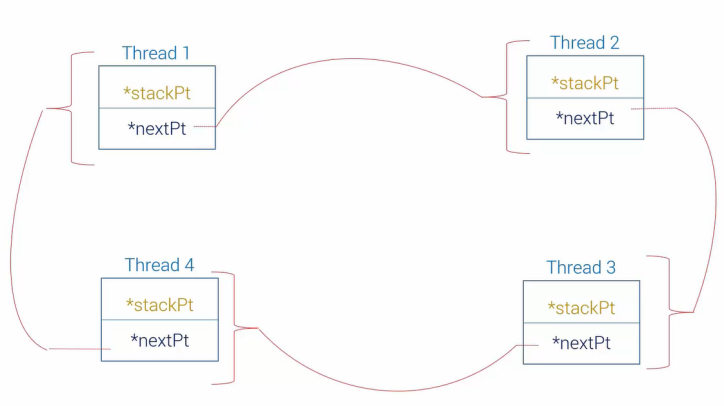 Thread 1
*stackPt
*nextPt
Thread 2
*stackPt
*nextPt
Thread 4
*stackPt
*nextPt
Thread 3
*stackPt
*nextPt